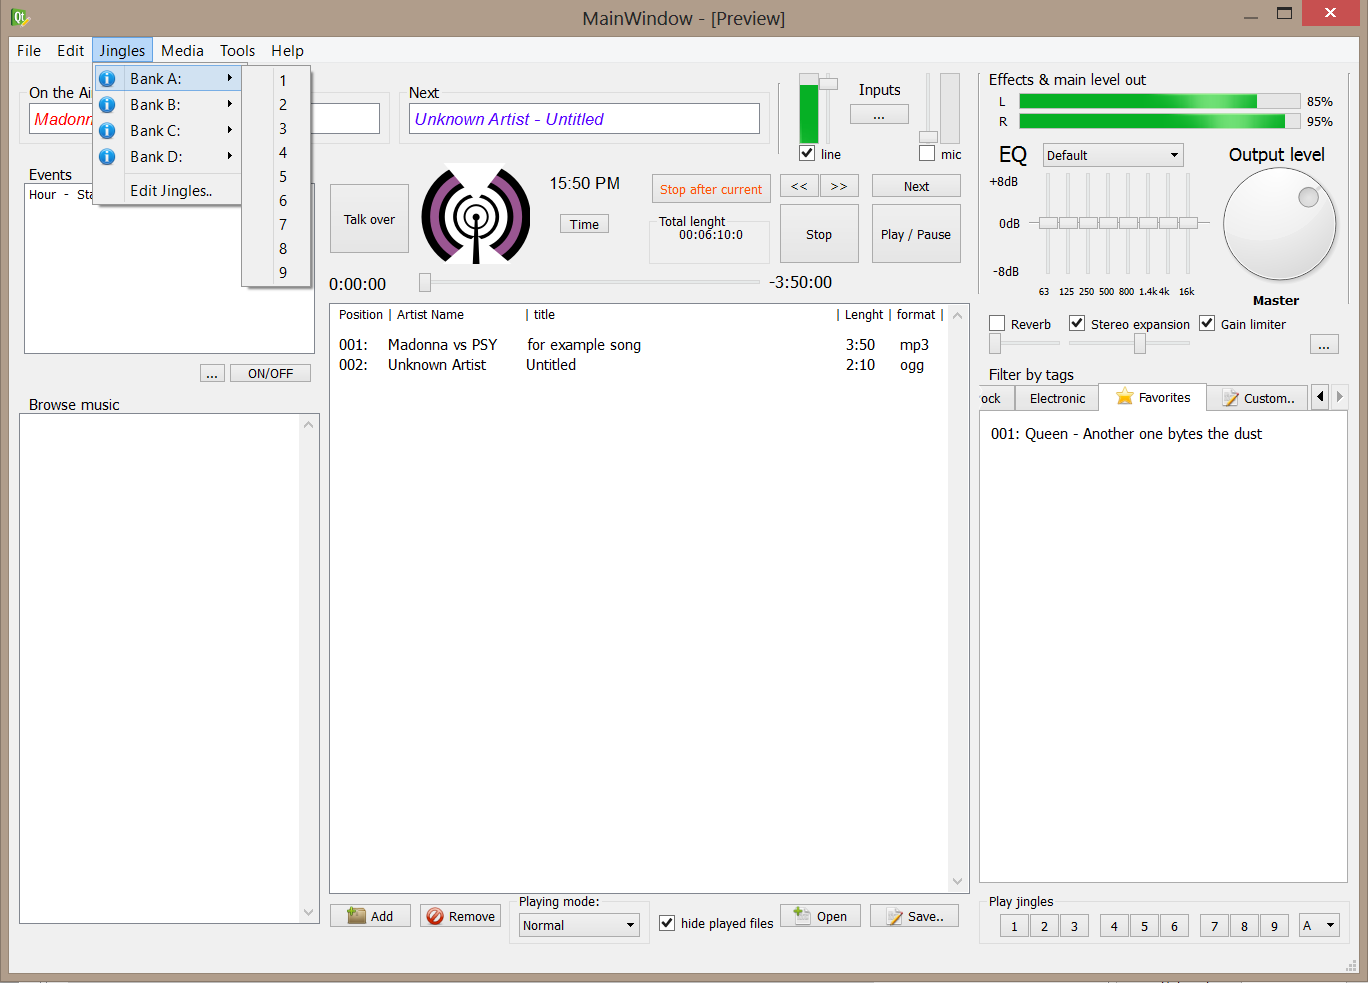 MainWindow - [Preview]
File Edit Jingles Media Tools Help
Bank A:
Bank B:
Bank C:
Bank D:
Edit Jingles..
1
2
3
4
5
6
7
8
9
On the Ai
Madonn
Next
Unknown Artist - Untitled
line
Inputs
...
mic
Events
Hour - Sta
... ON/OFF
Browse music
Talk over
15:50 PM
Time
Stop after current
Total lenght
00:06:10:0
<< >> Next
Stop Play / Pause
0:00:00 -3:50:00
Position | Artist Name | title | Lenght | format |
001: Madonna vs PSY for example song 3:50 mp3
002: Unknown Artist Untitled 2:10 ogg
Add Remove
Playing mode:
Normal
hide played files
Open Save..
Effects & main level out
L 85%
R 95%
EQ Default
+8dB
0dB
-8dB
63 125 250 500 800 1.4k 4k 16k
Output level
Master
Reverb Stereo expansion Gain limiter
...
Filter by tags
ock Electronic Favorites Custom..
001: Queen - Another one bytes the dust
Play jingles
1 2 3 4 5 6 7 8 9 A